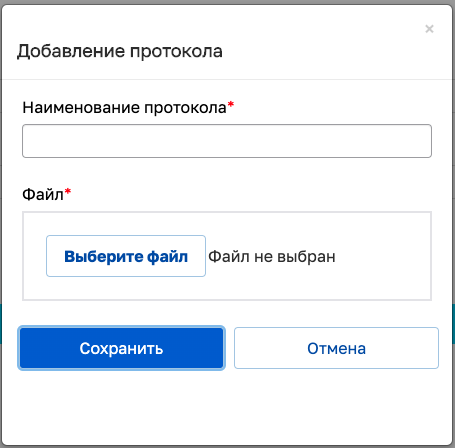 ×
Добавление протокола
Наименование протокола*
Файл*
Выберите файл Файл не выбран
Сохранить Отмена